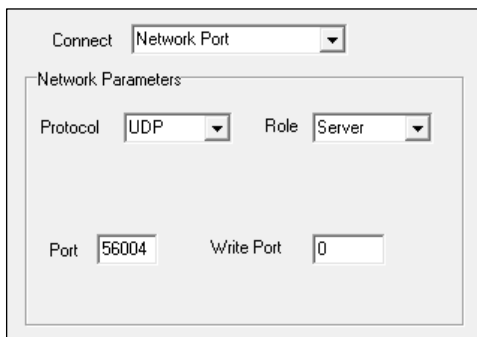 Connect Network Port
Network Parameters
Protocol UDP Role Server
Port 56004 Write Port 0